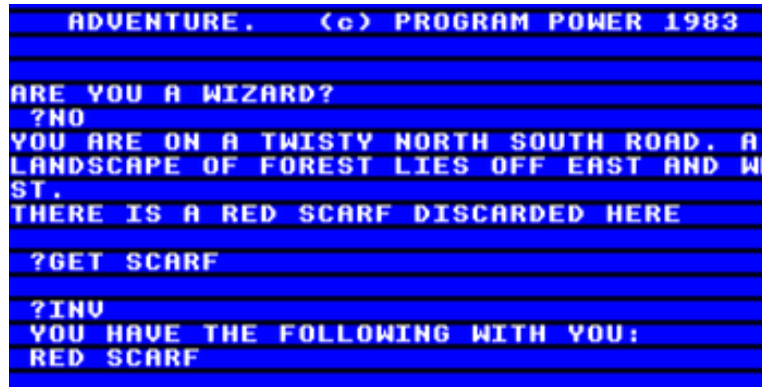 ADVENTURE. (c) PROGRAM POWER 1983
ARE YOU A WIZARD?
?NO
YOU ARE ON A TWISTY NORTH SOUTH ROAD. A
LANDSCAPE OF FOREST LIES OFF EAST AND W
ST.
THERE IS A RED SCARF DISCARDED HERE
?GET SCARF
?INV
YOU HAVE THE FOLLOWING WITH YOU:
RED SCARF